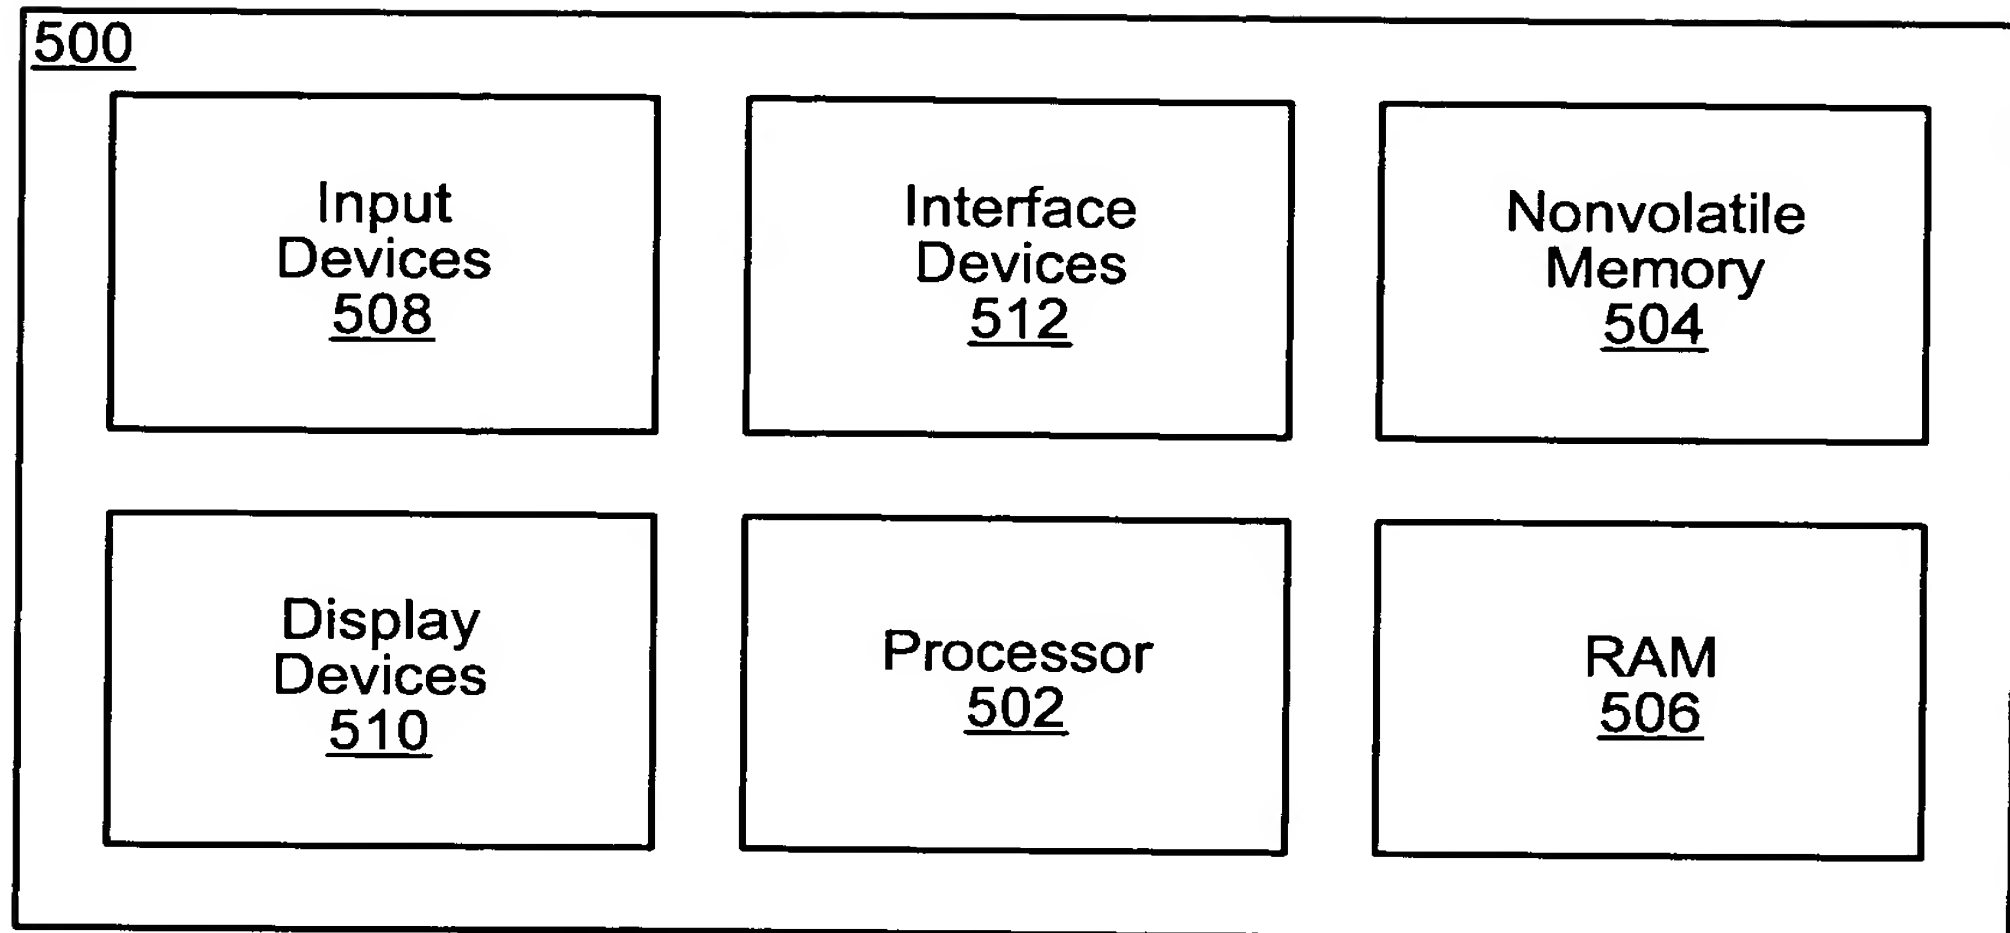 500
Input
Devices
508
Interface
Devices
512
Nonvolatile
Memory
504
Display
Devices
510
Processor
502
RAM
506